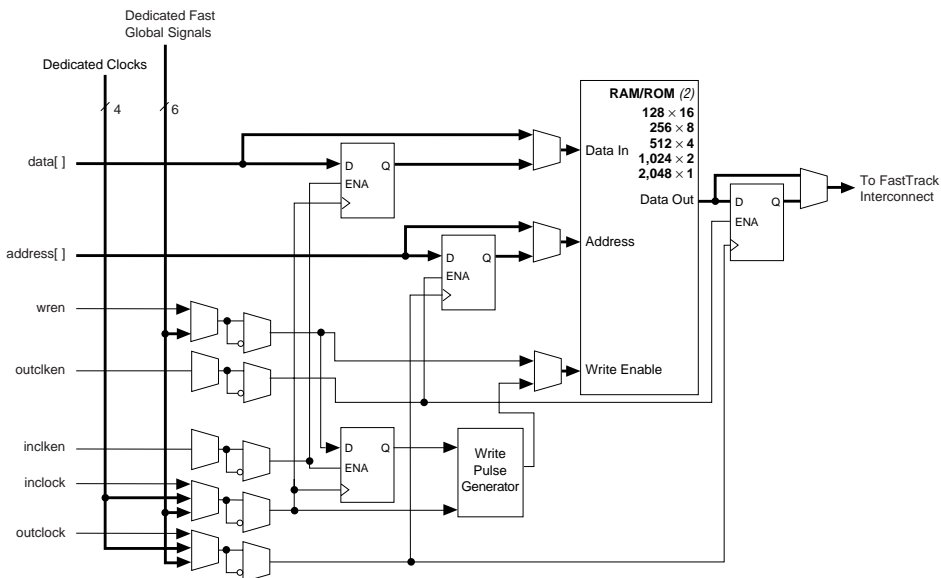 Dedicated Fast
Global Signals
Dedicated Clocks
4
6
RAM/ROM (2)
128 × 16
256 × 8
512 × 4
1,024 × 2
2,048 × 1
data[ ]
D Q
ENA
Data In
To FastTrack
Interconnect
Data Out
D Q
ENA
address[ ]
D Q
ENA
Address
wren
outclken
Write Enable
inclken
D Q
ENA
Write
Pulse
Generator
inclock
outclock